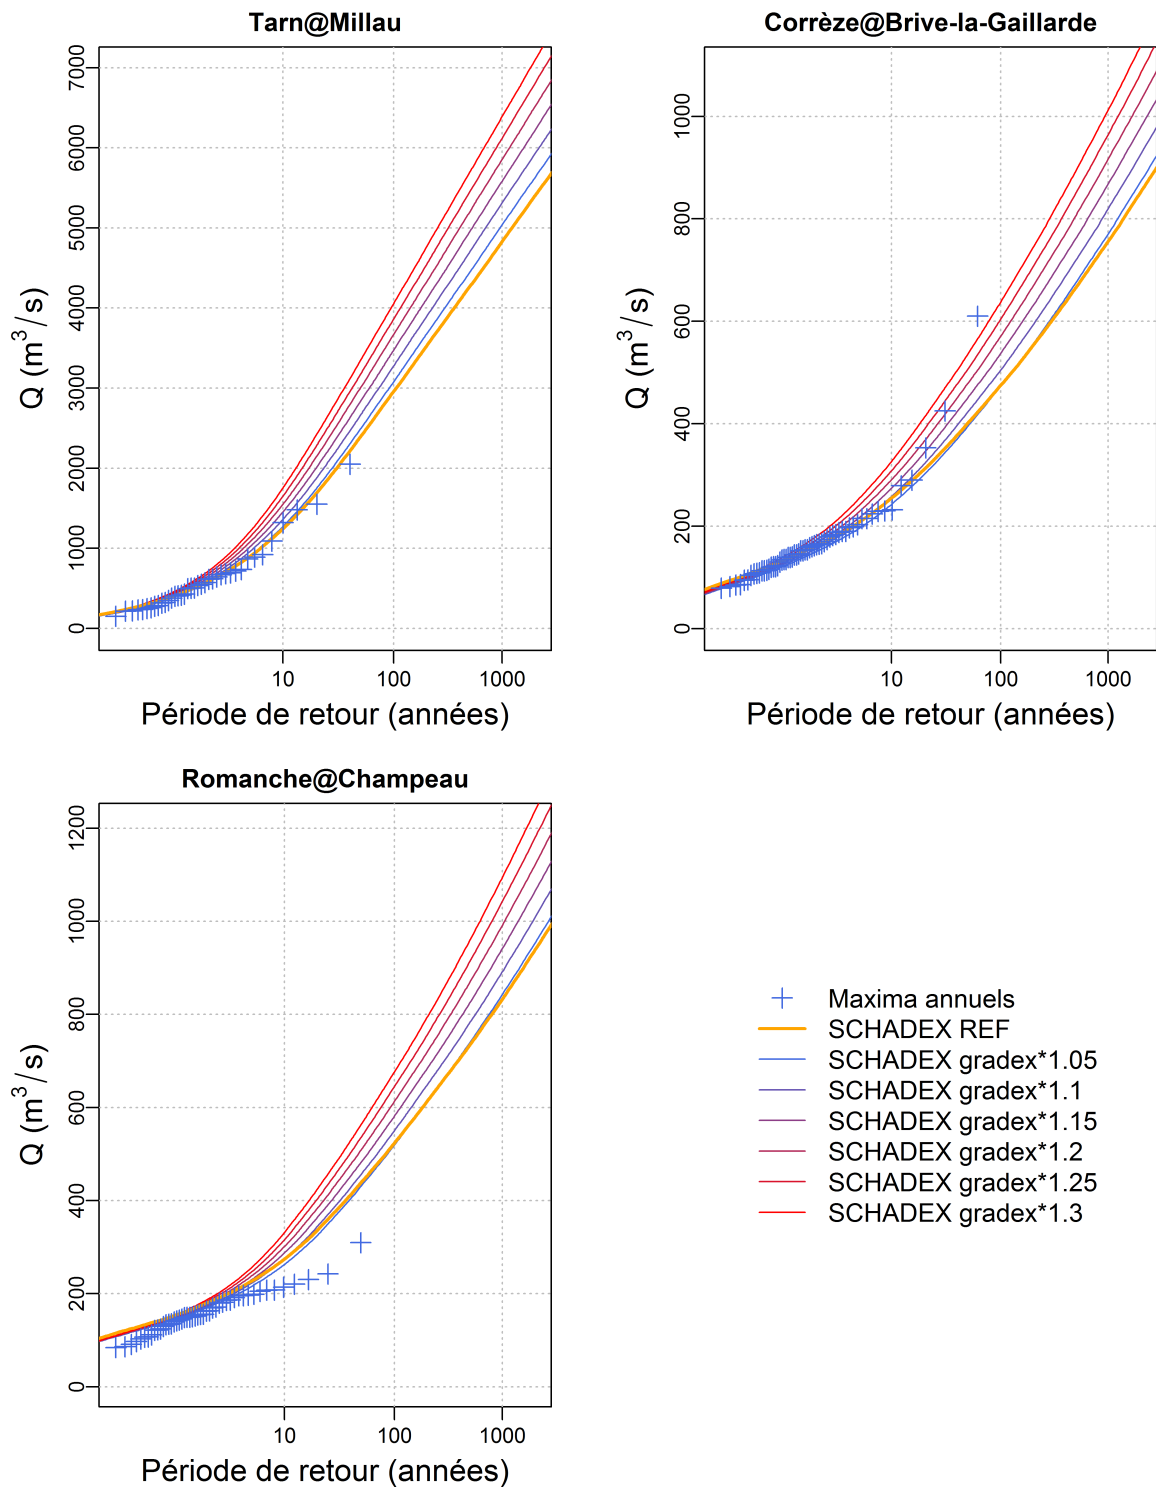 Tarn@Millau
7000
6000
5000
4000
3000
2000
1000
0
Q (m³/s)
10 100 1000
Période de retour (années)
Corrèze@Brive-la-Gaillarde
1000
800
600
400
200
0
Q (m³/s)
10 100 1000
Période de retour (années)
Romanche@Champeau
1200
1000
800
600
400
200
0
Q (m³/s)
10 100 1000
Période de retour (années)
Maxima annuels
SCHADEX REF
SCHADEX gradex*1.05
SCHADEX gradex*1.1
SCHADEX gradex*1.15
SCHADEX gradex*1.2
SCHADEX gradex*1.25
SCHADEX gradex*1.3